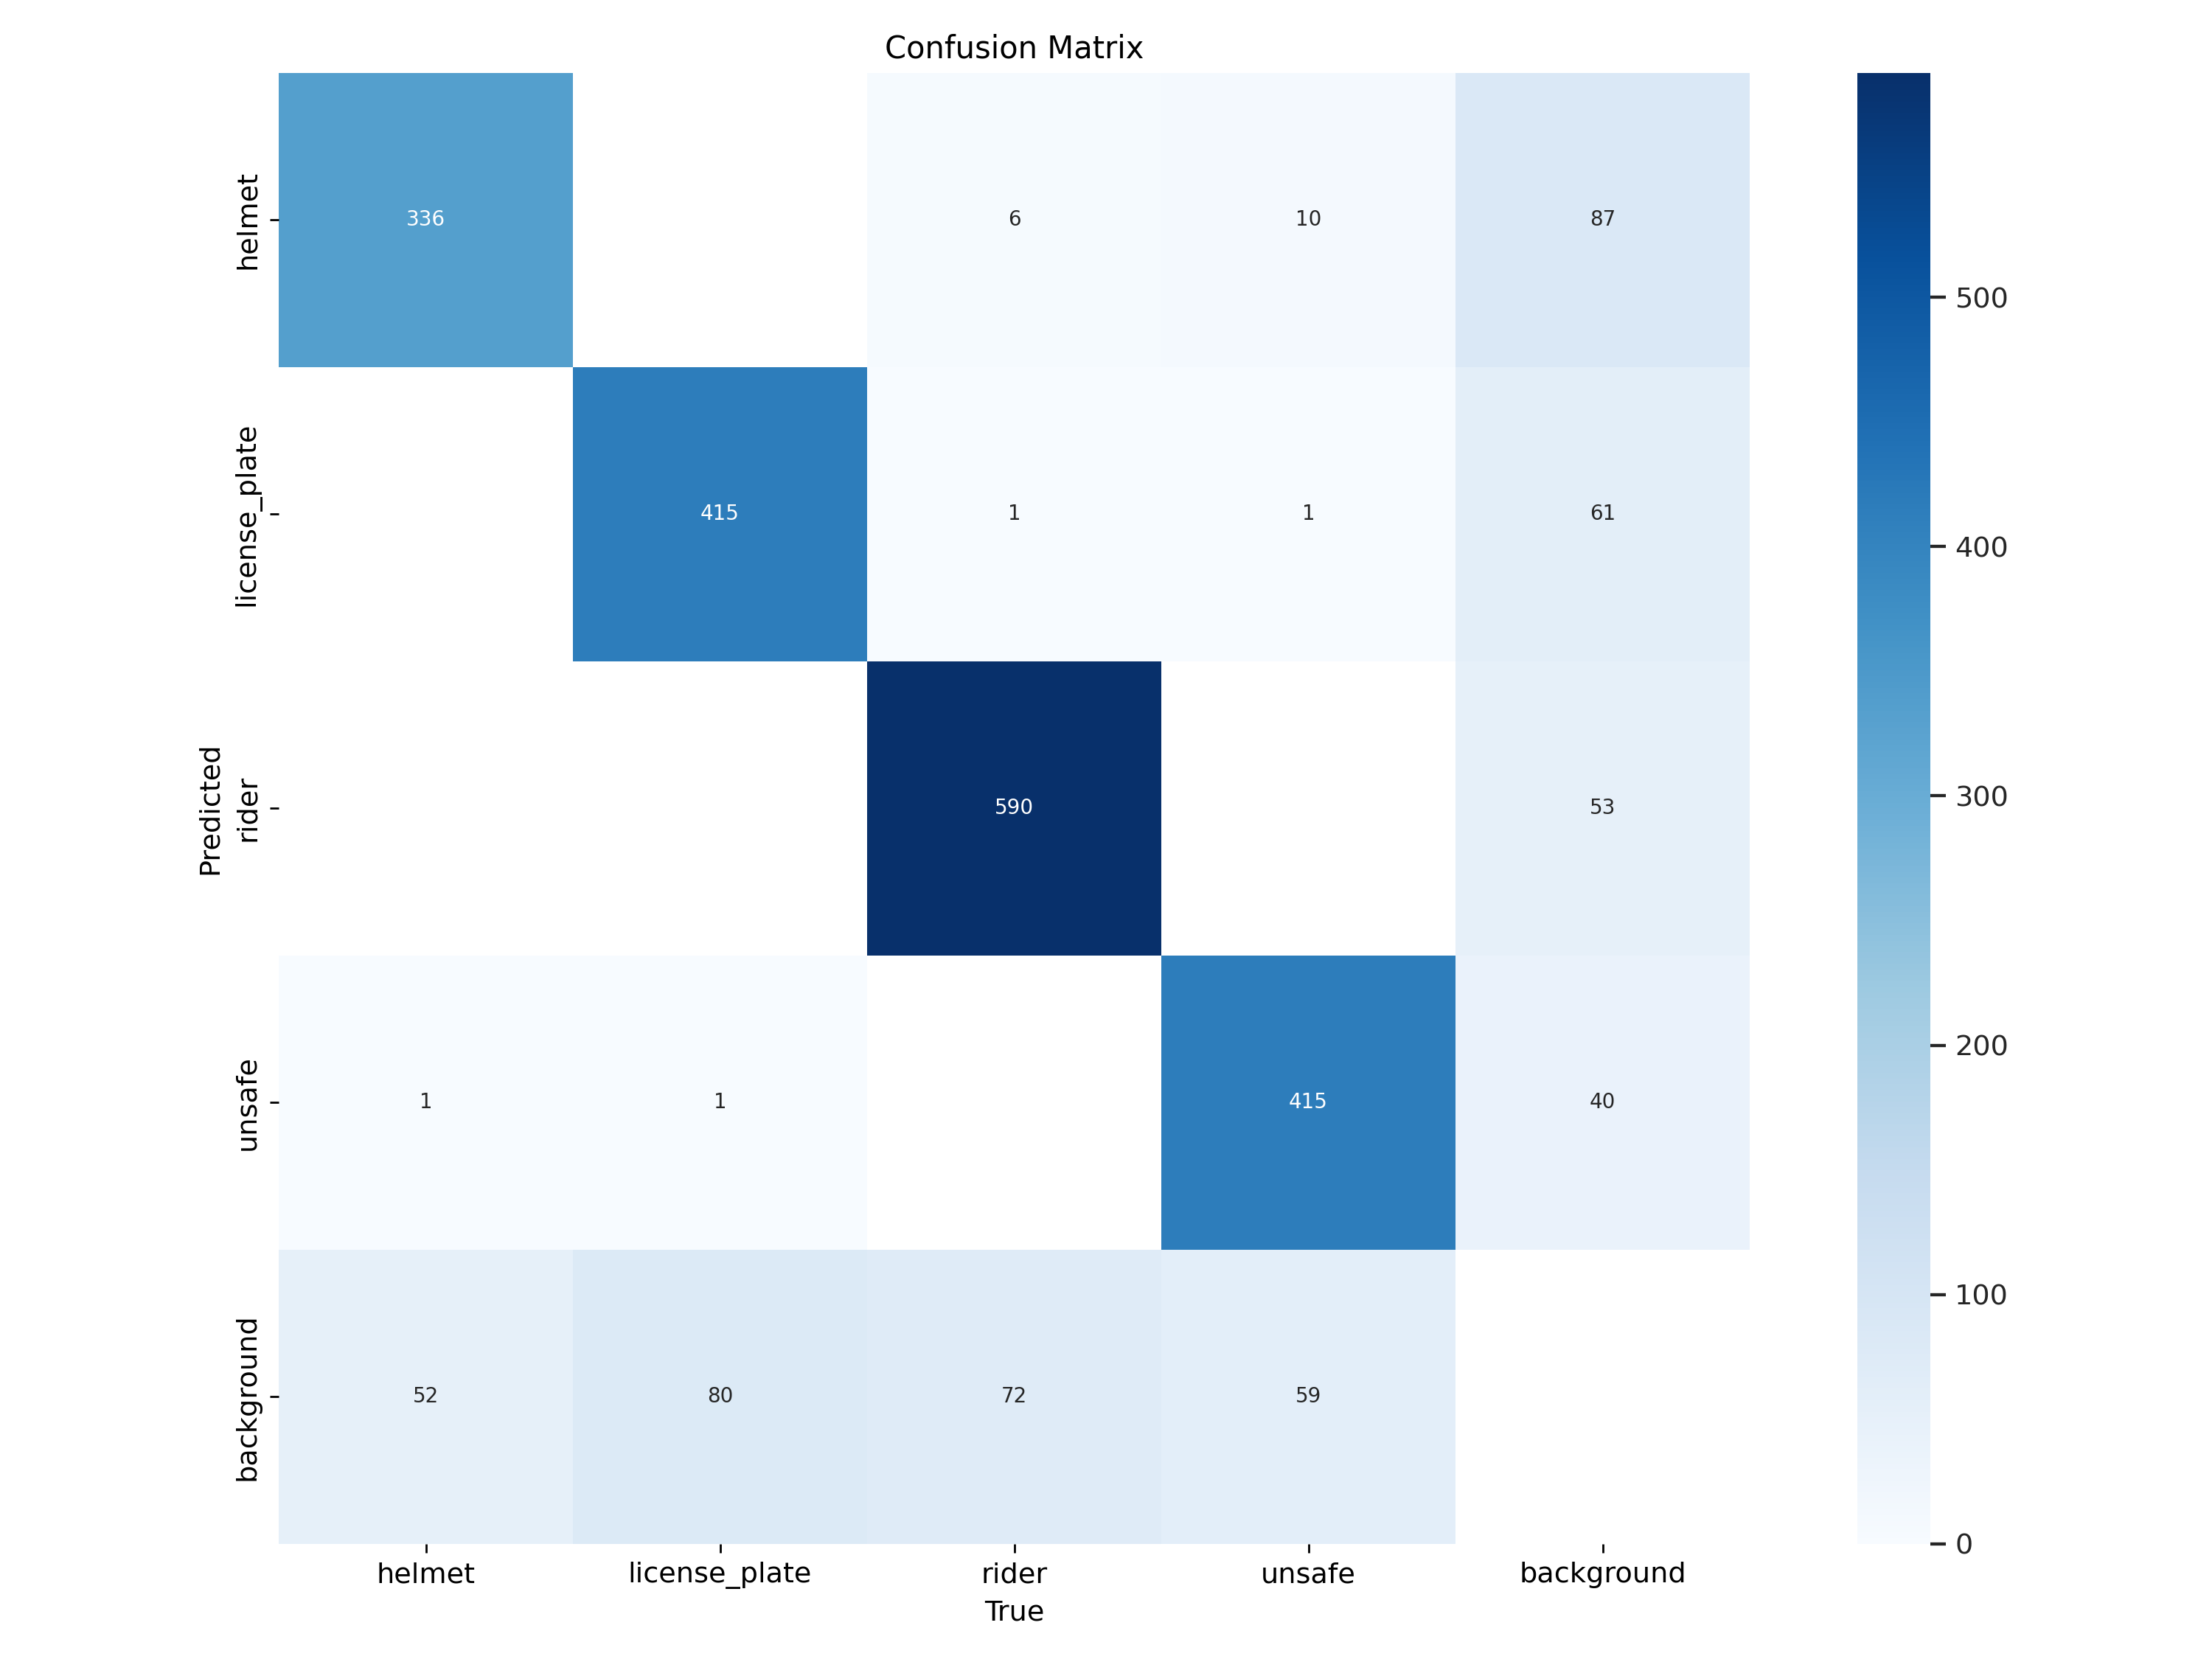 Confusion Matrix
helmet
336
6
10
87
license_plate
415
1
1
61
Predicted
rider
590
53
unsafe
1
1
415
40
background
52
80
72
59
helmet
license_plate
rider
unsafe
background
True
500
400
300
200
100
0